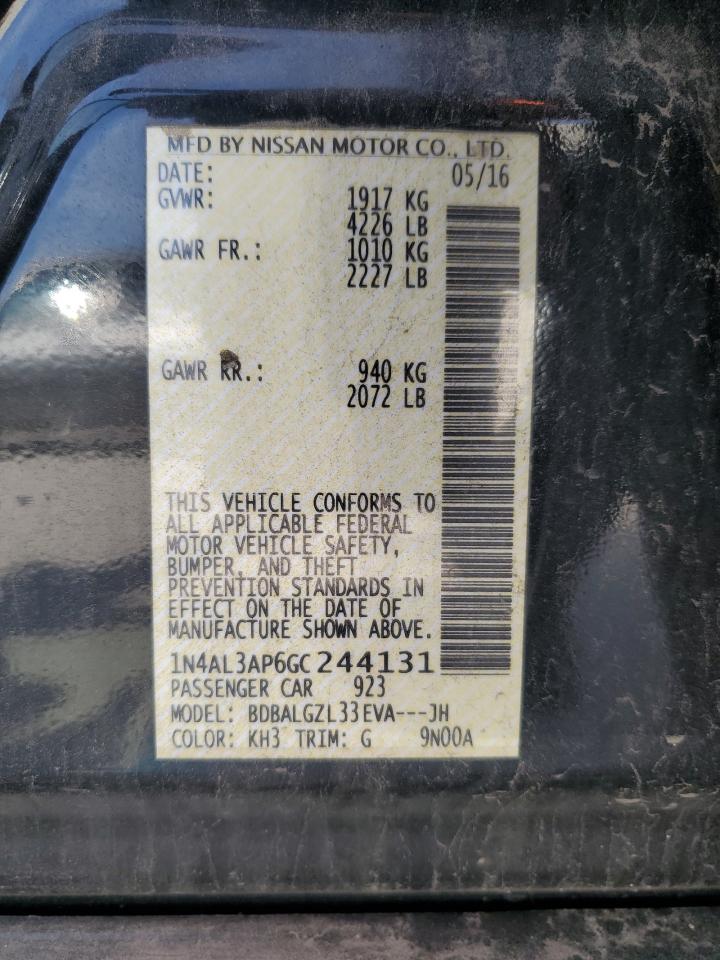 MFD BY NISSAN MOTOR CO., LTD.
DATE: 05/16
GVWR: 1917 KG
4226 LB
GAWR FR.: 1010 KG
2227 LB
GAWR RR.: 940 KG
2072 LB
THIS VEHICLE CONFORMS TO
ALL APPLICABLE FEDERAL
MOTOR VEHICLE SAFETY,
BUMPER, AND THEFT
PREVENTION STANDARDS IN
EFFECT ON THE DATE OF
MANUFACTURE SHOWN ABOVE.
1N4AL3AP6GC244131
PASSENGER CAR 923
MODEL: BDBALGZL33EVA---JH
COLOR: KH3 TRIM: G 9N00A